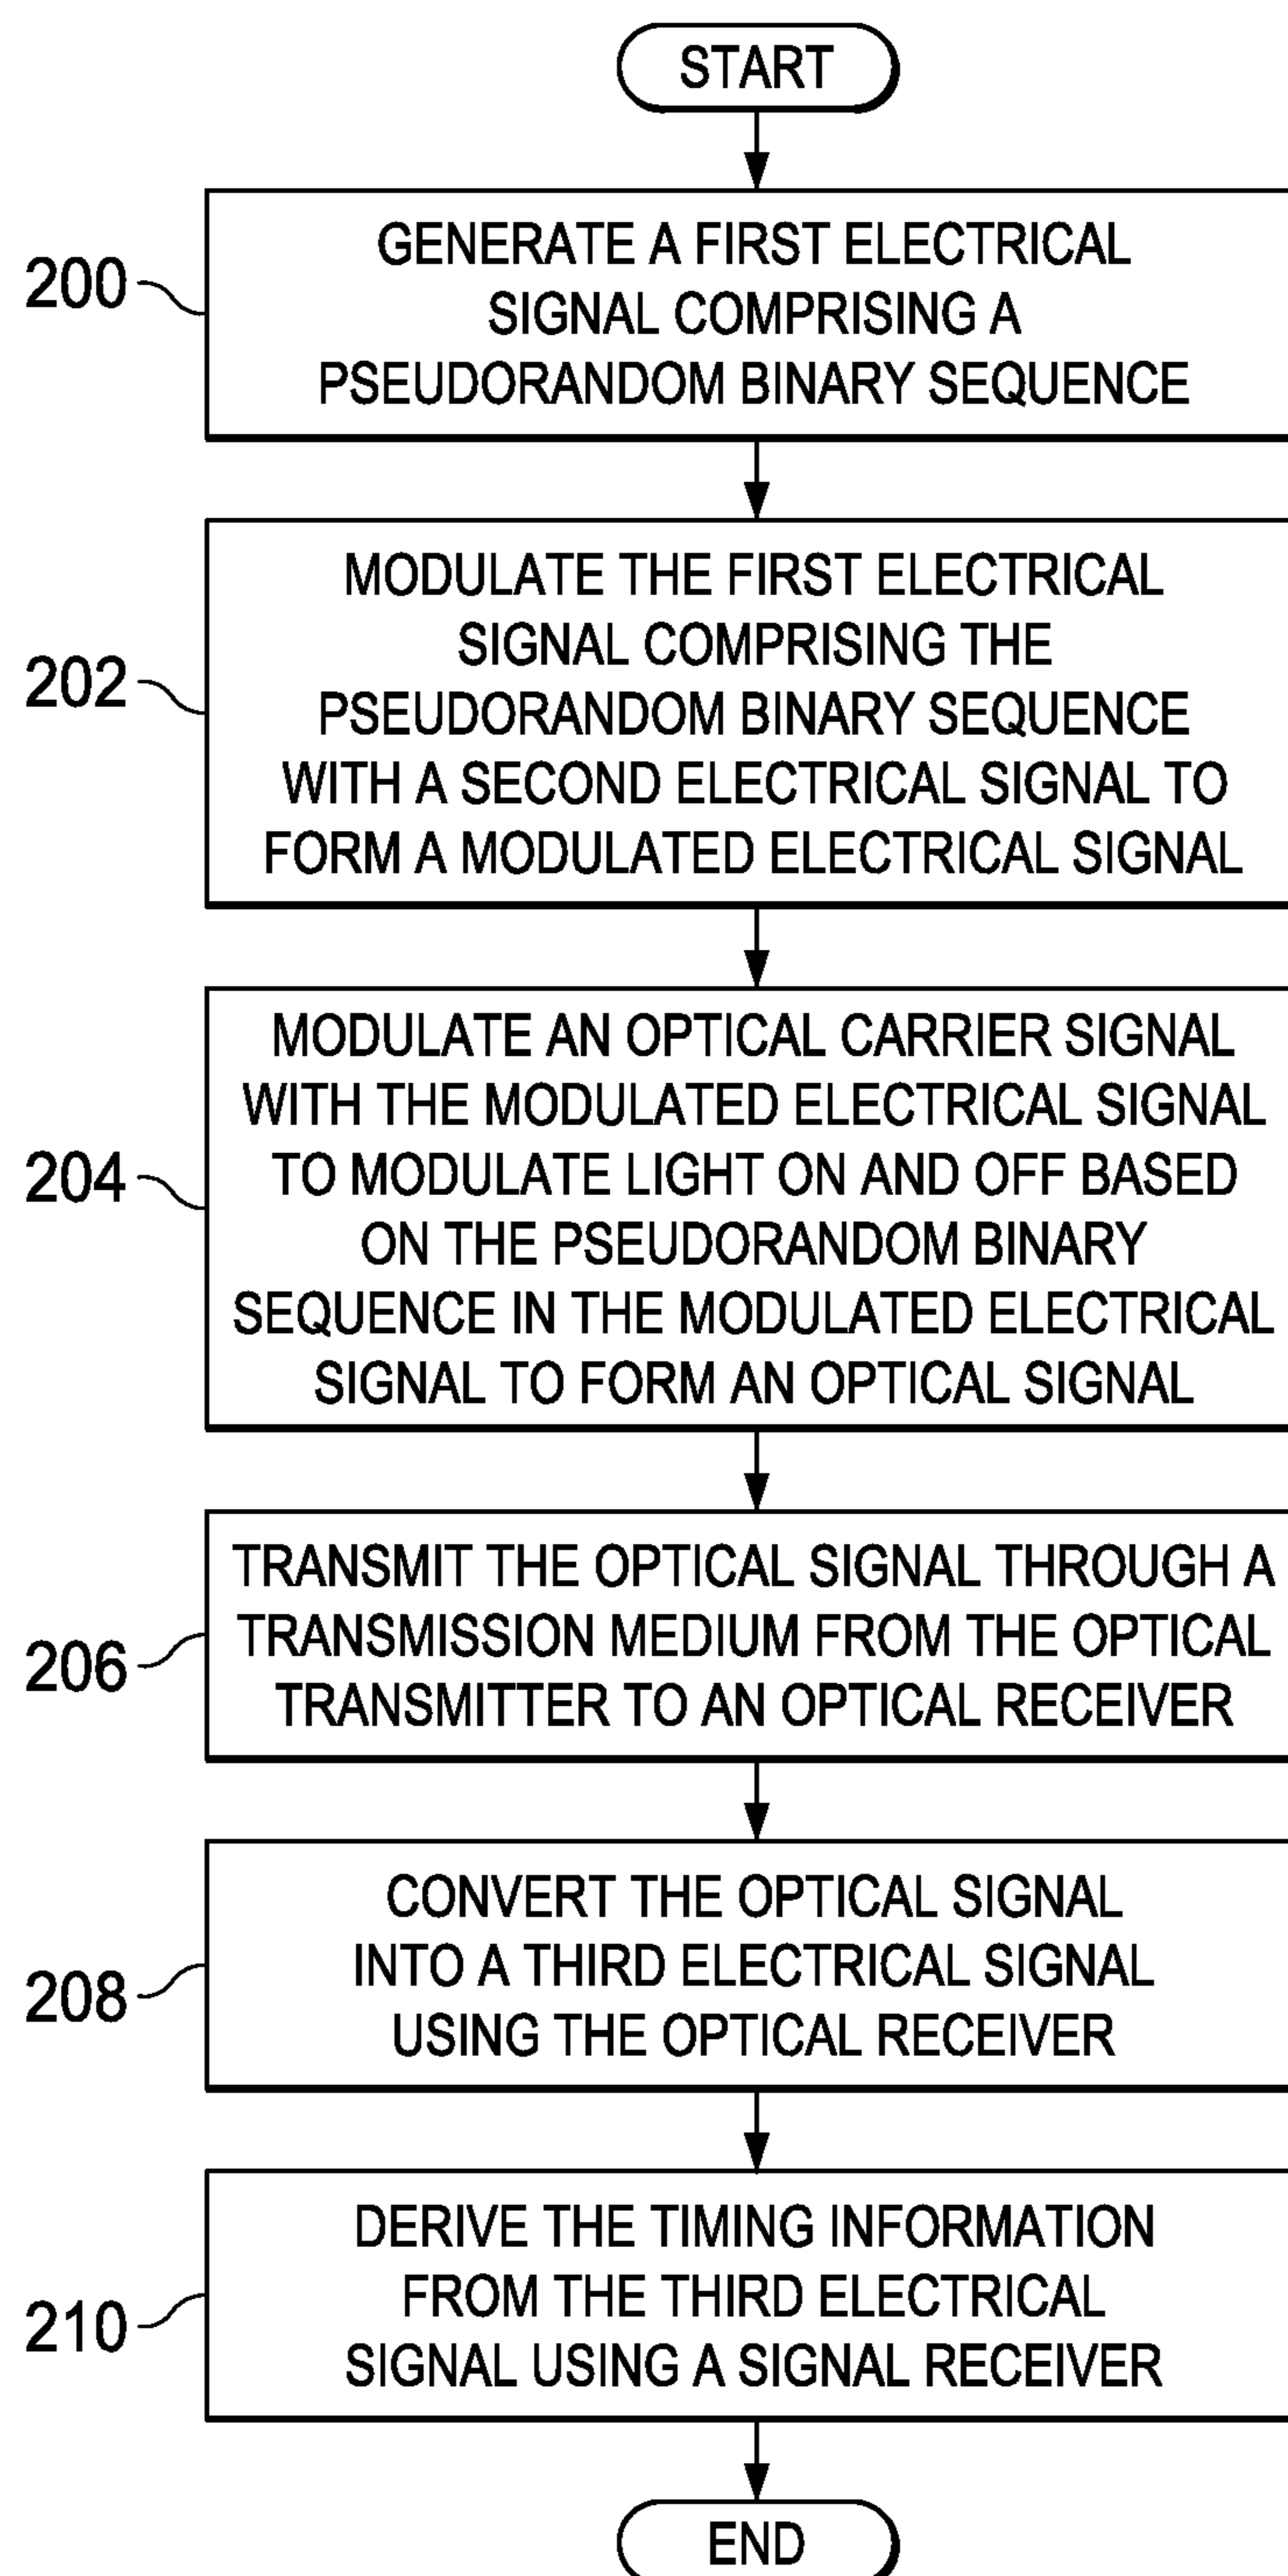 START
200
GENERATE A FIRST ELECTRICAL
SIGNAL COMPRISING A
PSEUDORANDOM BINARY SEQUENCE
202
MODULATE THE FIRST ELECTRICAL
SIGNAL COMPRISING THE
PSEUDORANDOM BINARY SEQUENCE
WITH A SECOND ELECTRICAL SIGNAL TO
FORM A MODULATED ELECTRICAL SIGNAL
204
MODULATE AN OPTICAL CARRIER SIGNAL
WITH THE MODULATED ELECTRICAL SIGNAL
TO MODULATE LIGHT ON AND OFF BASED
ON THE PSEUDORANDOM BINARY
SEQUENCE IN THE MODULATED ELECTRICAL
SIGNAL TO FORM AN OPTICAL SIGNAL
206
TRANSMIT THE OPTICAL SIGNAL THROUGH A
TRANSMISSION MEDIUM FROM THE OPTICAL
TRANSMITTER TO AN OPTICAL RECEIVER
208
CONVERT THE OPTICAL SIGNAL
INTO A THIRD ELECTRICAL SIGNAL
USING THE OPTICAL RECEIVER
210
DERIVE THE TIMING INFORMATION
FROM THE THIRD ELECTRICAL
SIGNAL USING A SIGNAL RECEIVER
END